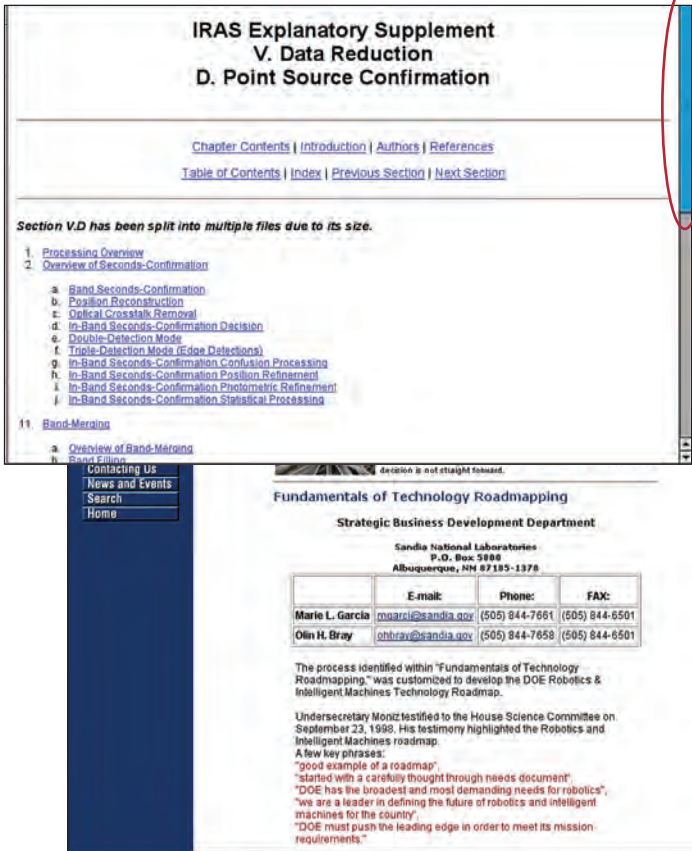 IRAS Explanatory Supplement
V. Data Reduction
D. Point Source Confirmation
Chapter Contents | Introduction | Authors | References
Table of Contents | Index | Previous Section | Next Section
Section V.D has been split into multiple files due to its size.
1. Processing Overview
2. Overview of Seconds-Confirmation
a. Band Seconds-Confirmation
b. Position Reconstruction
c. Optical Crosstalk Removal
d. In-Band Seconds-Confirmation Decision
e. Double-Detection Mode
f. Triple-Detection Mode (Edge Detections)
g. In-Band Seconds-Confirmation Confusion Processing
h. In-Band Seconds-Confirmation Position Refinement
i. In-Band Seconds-Confirmation Photometric Refinement
j. In-Band Seconds-Confirmation Statistical Processing
11. Band-Merging
a. Overview of Band-Merging
b. Band Filling
Contacting Us
News and Events
Search
Home
decision is not straight forward.
Fundamentals of Technology Roadmapping
Strategic Business Development Department
Sandia National Laboratories
P.O. Box 5800
Albuquerque, NM 87185-1378
E-mail: Phone: FAX:
Marie L. Garcia mgarci@sandia.gov (505) 844-7661 (505) 844-6501
Olin H. Bray ohbray@sandia.gov (505) 844-7658 (505) 844-6501
The process identified within "Fundamentals of Technology
Roadmapping," was customized to develop the DOE Robotics &
Intelligent Machines Technology Roadmap.
Undersecretary Moniz testified to the House Science Committee on
September 23, 1998. His testimony highlighted the Robotics and
Intelligent Machines roadmap.
A few key phrases:
"good example of a roadmap",
"started with a carefully thought through needs document",
"DOE has the broadest and most demanding needs for robotics",
"we are a leader in defining the future of robotics and intelligent
machines for the country",
"DOE must push the leading edge in order to meet its mission
requirements."